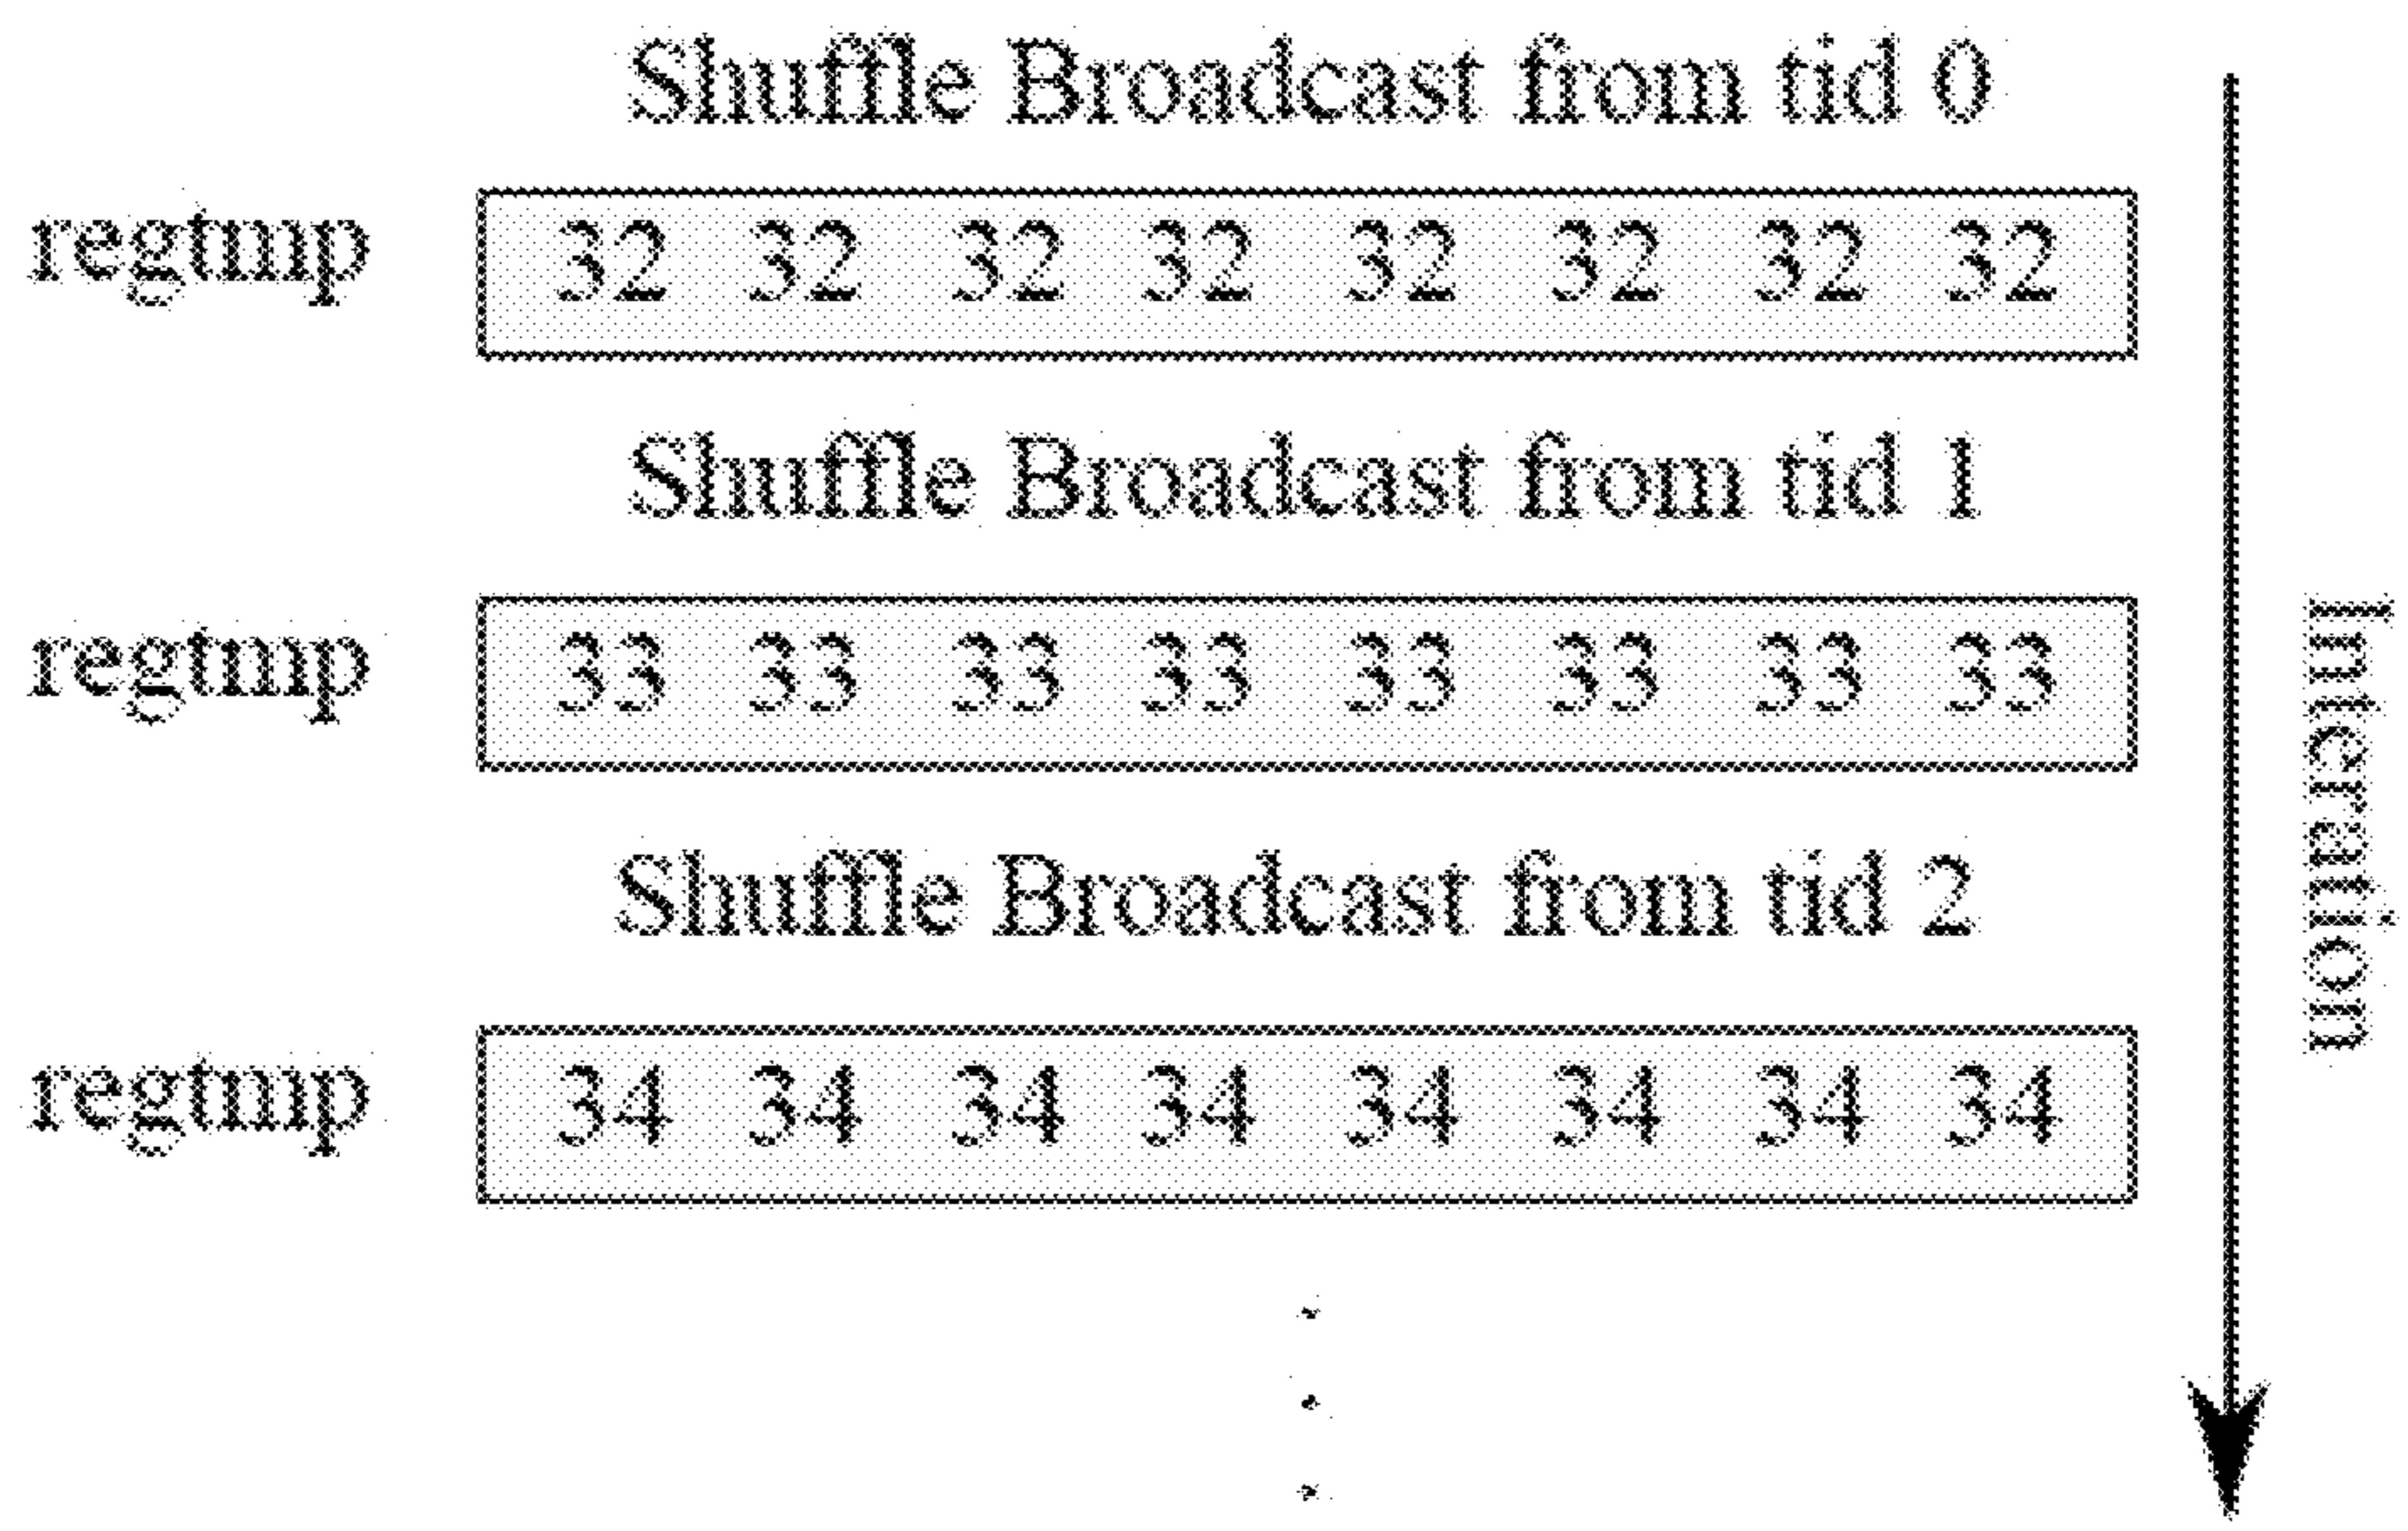 Shuffle Broadcast from tid 0
regtmp 32 32 32 32 32 32 32 32
Shuffle Broadcast from tid 1
regtmp 33 33 33 33 33 33 33 33
Shuffle Broadcast from tid 2
regtmp 34 34 34 34 34 34 34 34
Interation